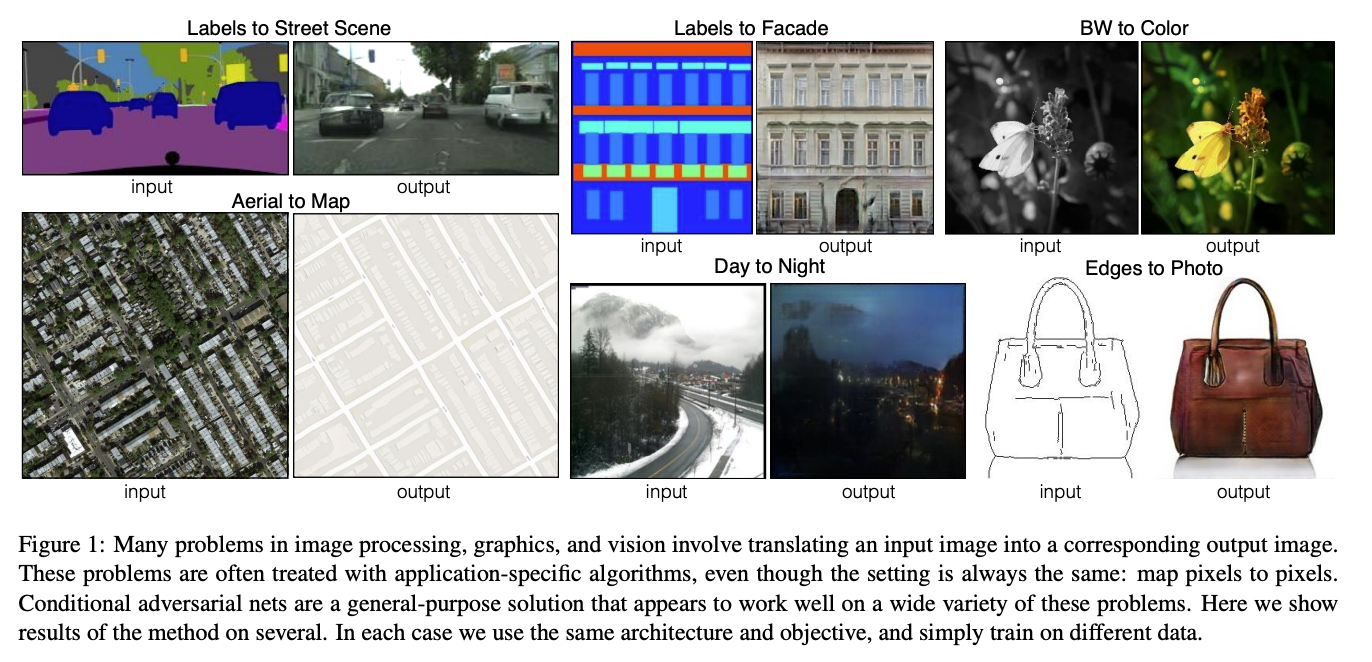 Labels to Street Scene
input
output
Aerial to Map
input
output
Labels to Facade
input
output
Day to Night
input
output
BW to Color
input
output
Edges to Photo
input
output
Figure 1: Many problems in image processing, graphics, and vision involve translating an input image into a corresponding output image.
These problems are often treated with application-specific algorithms, even though the setting is always the same: map pixels to pixels.
Conditional adversarial nets are a general-purpose solution that appears to work well on a wide variety of these problems. Here we show
results of the method on several. In each case we use the same architecture and objective, and simply train on different data.